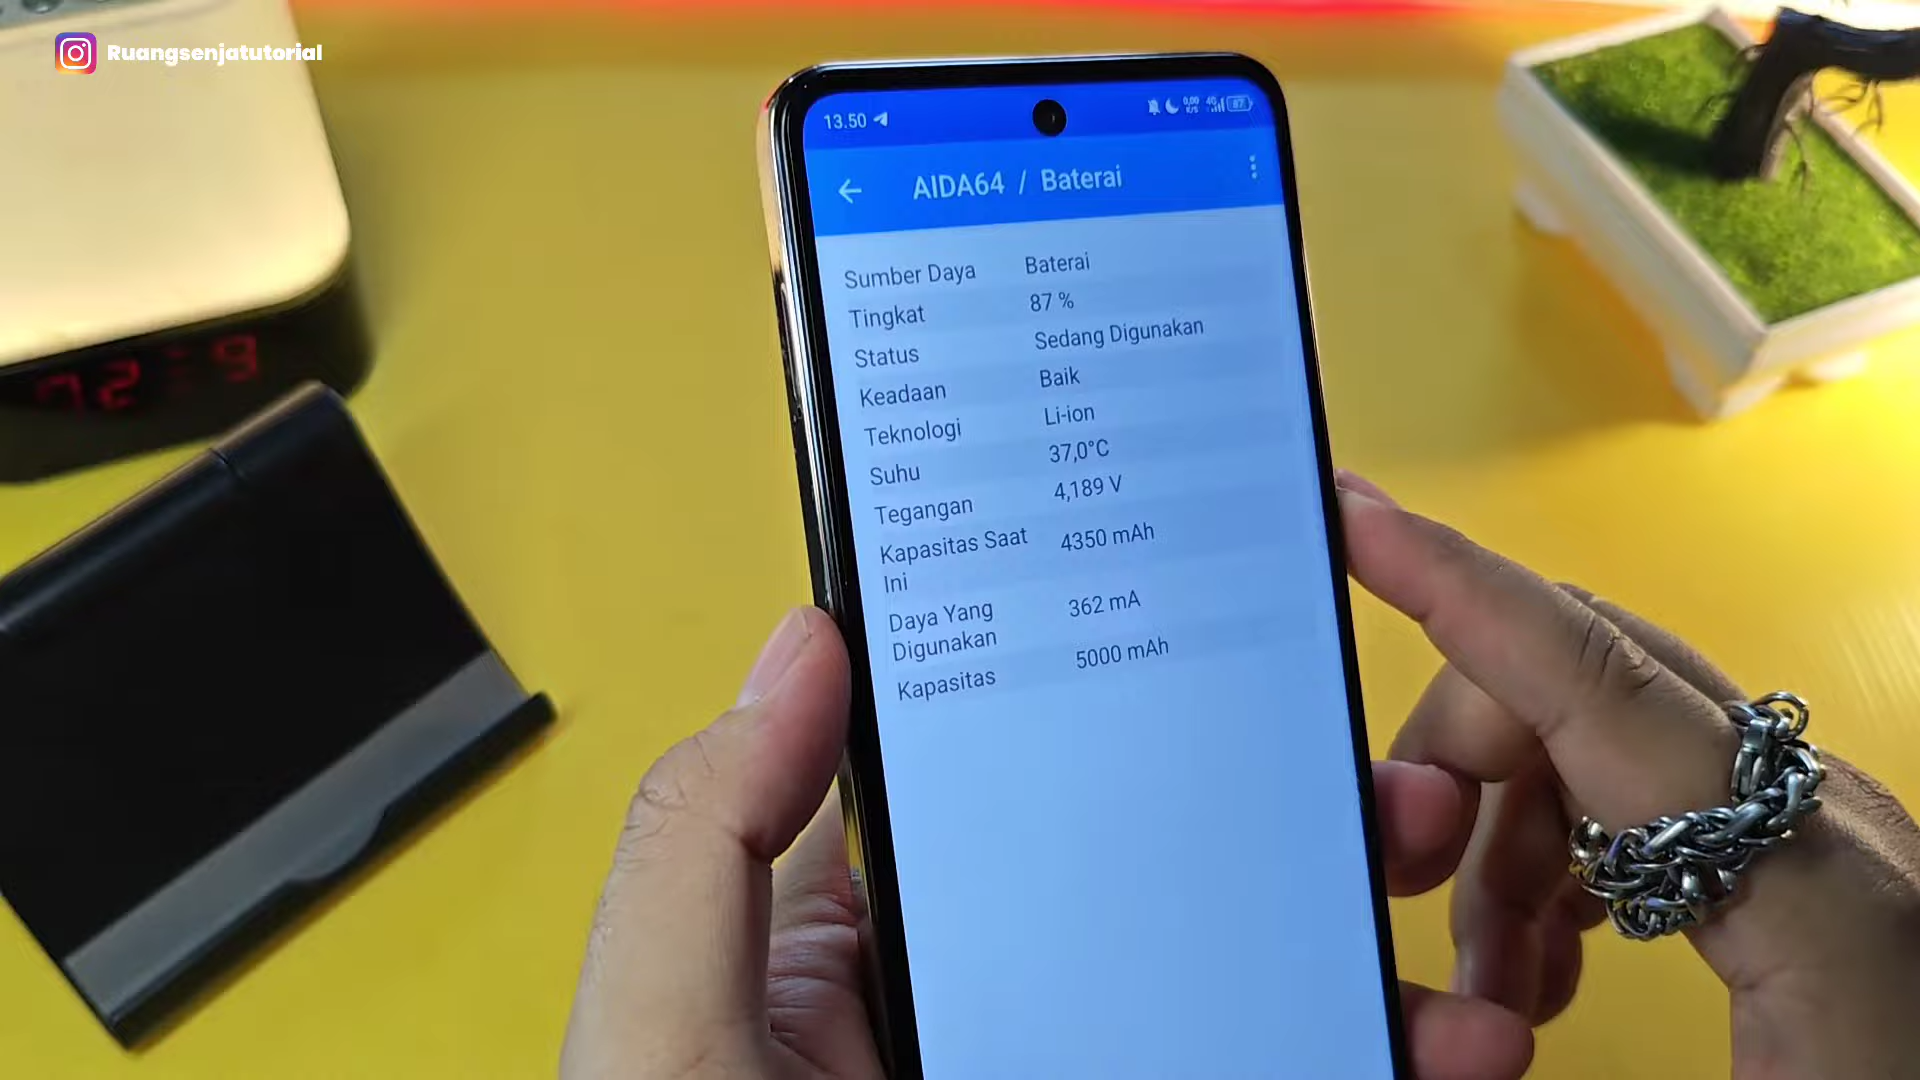 Ruangsenjatutorial
13.50
87
AIDA64 / Baterai
Sumber Daya Baterai
Tingkat 87 %
Status Sedang Digunakan
Keadaan Baik
Teknologi Li-ion
Suhu 37,0°C
Tegangan 4,189 V
Kapasitas Saat Ini 4350 mAh
Daya Yang Digunakan 362 mA
Kapasitas 5000 mAh